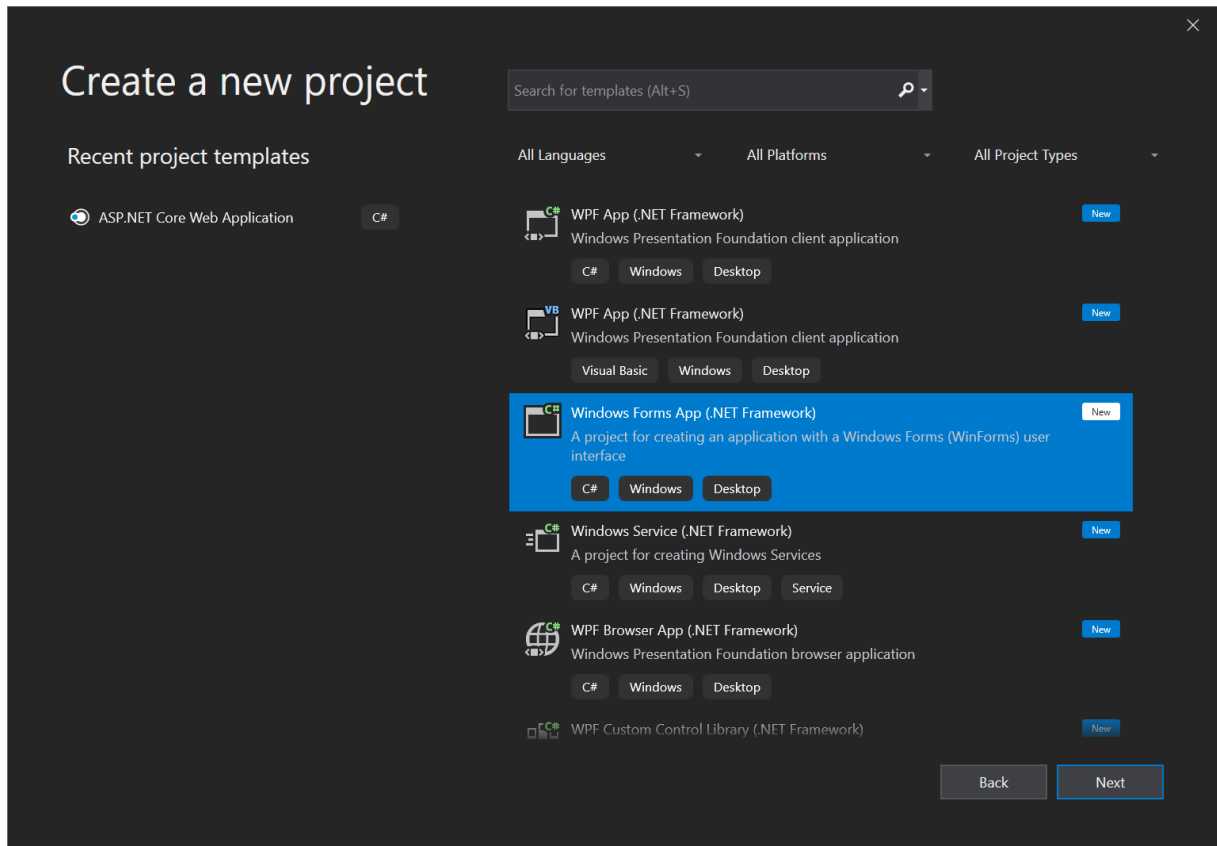 Create a new project
Search for templates (Alt+S)
Recent project templates
All Languages
All Platforms
All Project Types
ASP.NET Core Web Application
C#
C#
WPF App (.NET Framework)
New
Windows Presentation Foundation client application
C#
Windows
Desktop
VB
WPF App (.NET Framework)
New
Windows Presentation Foundation client application
Visual Basic
Windows
Desktop
C#
Windows Forms App (.NET Framework)
New
A project for creating an application with a Windows Forms (WinForms) user
interface
C#
Windows
Desktop
C#
Windows Service (.NET Framework)
New
A project for creating Windows Services
C#
Windows
Desktop
Service
C#
WPF Browser App (.NET Framework)
New
Windows Presentation Foundation browser application
C#
Windows
Desktop
C#
WPF Custom Control Library (.NET Framework)
New
Back
Next